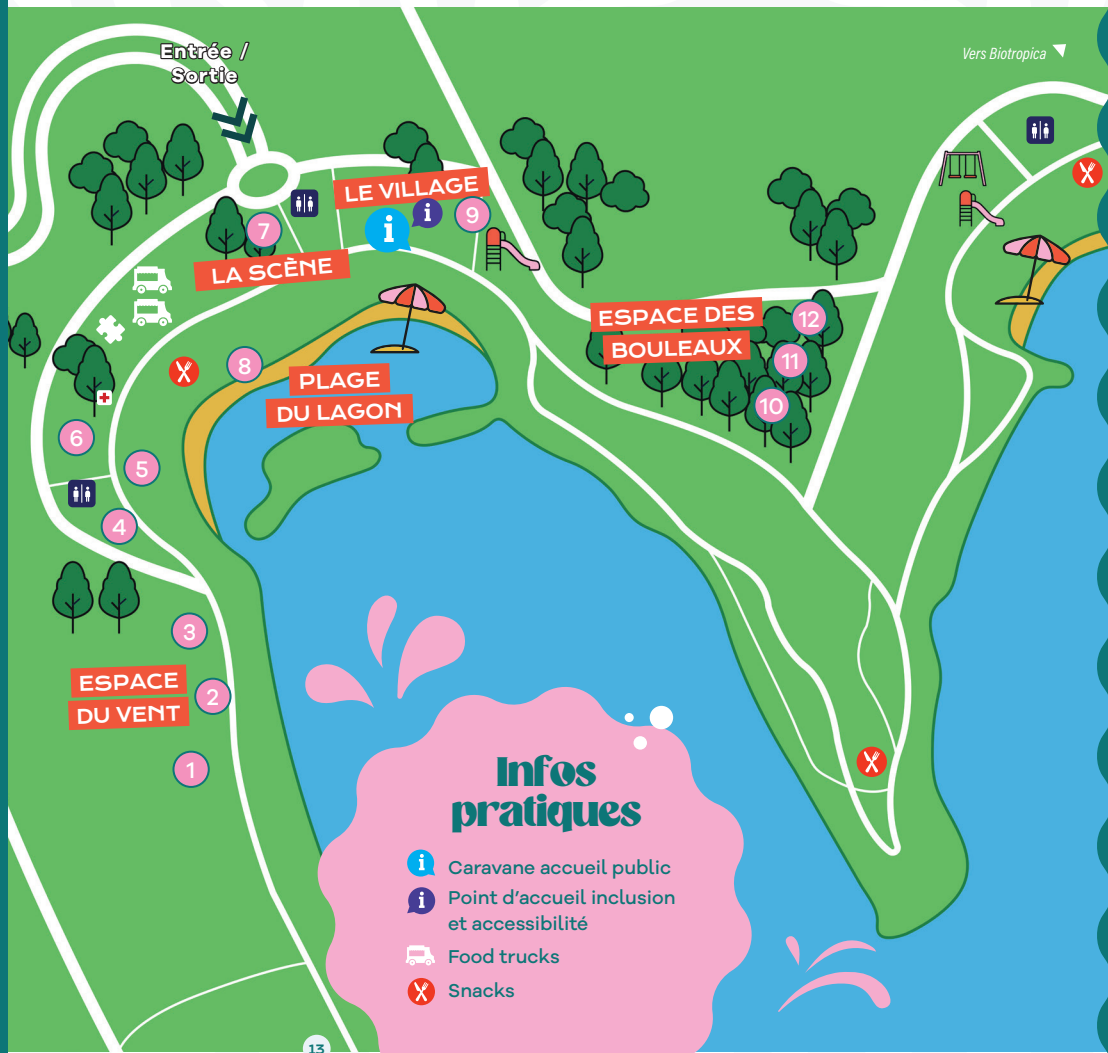 Entrée /
Sortie
Vers Biotropica
LE VILLAGE
i
i
9
7
LA SCÈNE
ESPACE DES
BOULEAUX
12
11
10
8
PLAGE
DU LAGON
6
5
4
3
ESPACE
DU VENT
2
1
Infos
pratiques
i Caravane accueil public
i Point d'accueil inclusion
et accessibilité
Food trucks
Snacks
13